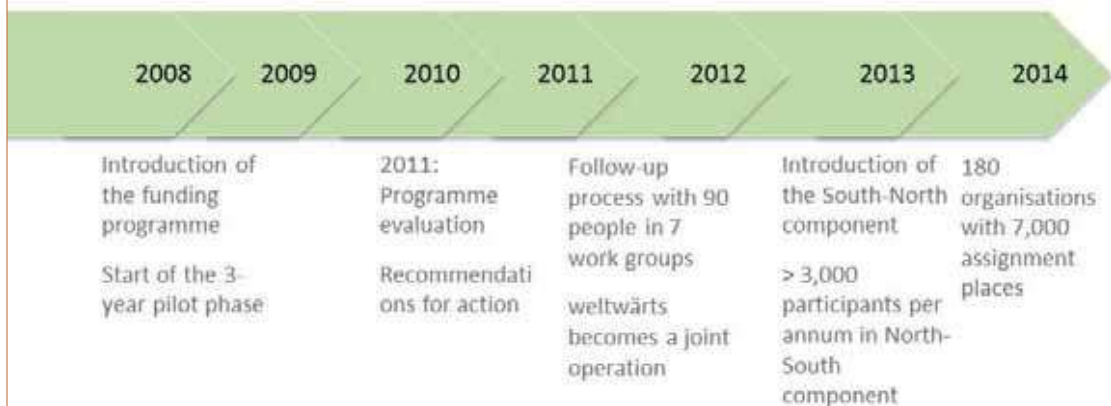 2008 2009 2010 2011 2012 2013 2014
Introduction of
the funding
programme
Start of the 3-
year pilot phase
2011:
Programme
evaluation
Recommendati
ons for action
Follow-up
process with 90
people in 7
work groups
weltwärts
becomes a joint
operation
Introduction of
the South-North
component
> 3,000
participants per
annum in North-
South
component
180
organisations
with 7,000
assignment
places